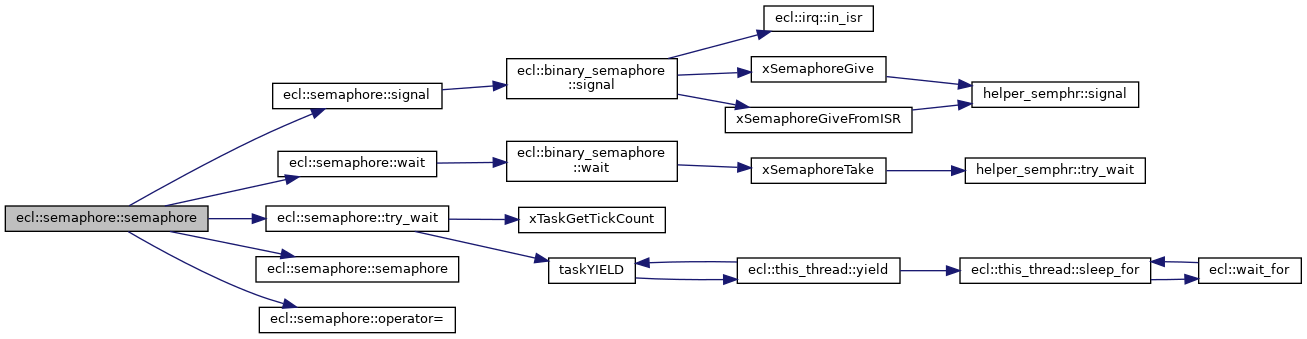 ecl::irq::in_isr
ecl::binary_semaphore
::signal
xSemaphoreGive
ecl::semaphore::signal
helper_semphr::signal
xSemaphoreGiveFromISR
ecl::binary_semaphore
::wait
ecl::semaphore::wait
xSemaphoreTake
helper_semphr::try_wait
ecl::semaphore::semaphore
ecl::semaphore::try_wait
xTaskGetTickCount
ecl::semaphore::semaphore
taskYIELD
ecl::this_thread::yield
ecl::this_thread::sleep_for
ecl::wait_for
ecl::semaphore::operator=